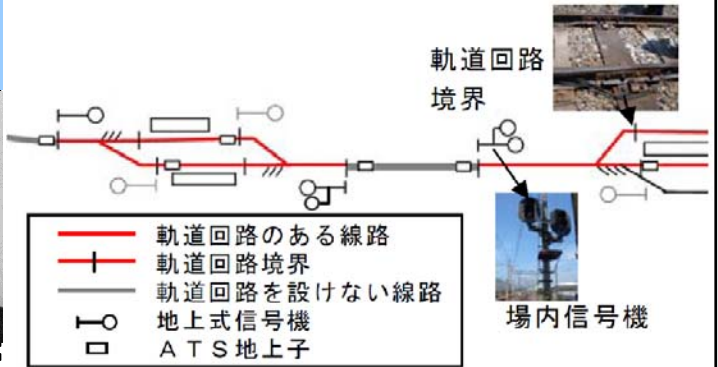 軌道回路
境界
軌道回路のある線路
軌道回路境界
軌道回路を設けない線路
地上式信号機
ATS地上子
場内信号機